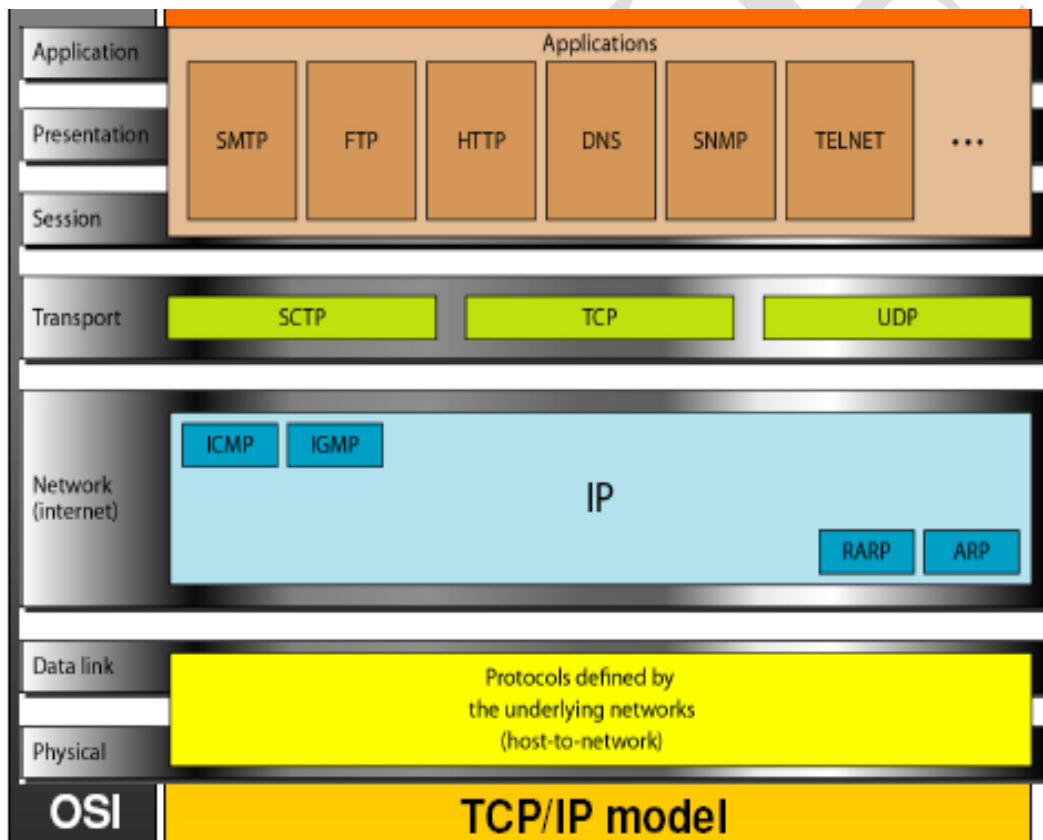 Application
Applications
Presentation
SMTP FTP HTTP DNS SNMP TELNET ...
Session
Transport
SCTP TCP UDP
ICMP IGMP
Network
(internet)
IP
RARP ARP
Data link
Protocols defined by
the underlying networks
(host-to-network)
Physical
OSI
TCP/IP model